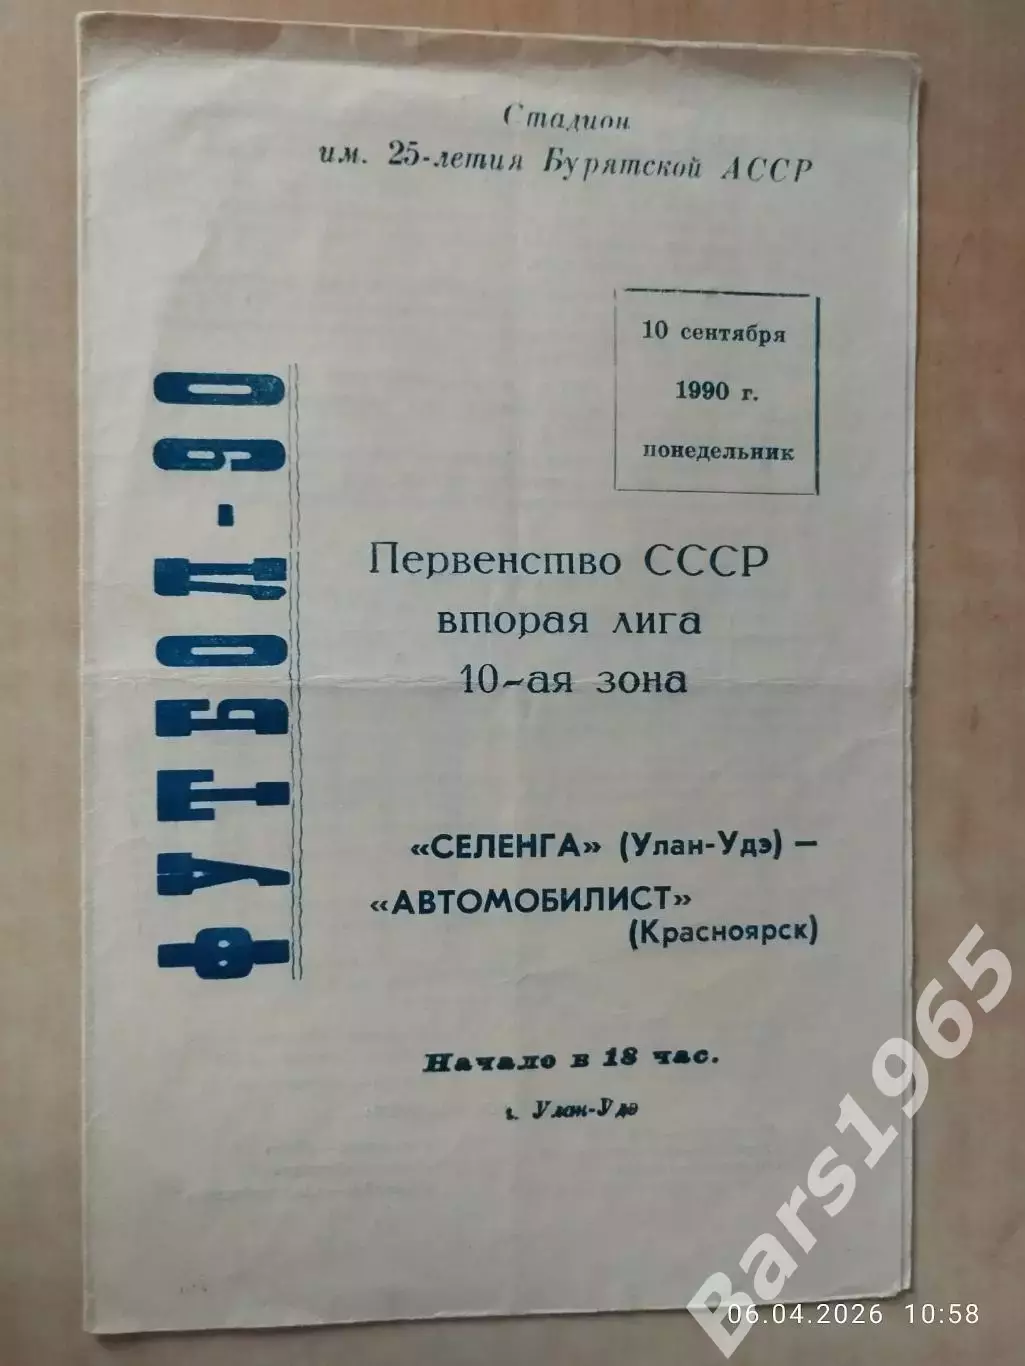 Стадион
им. 25-летия Бурятской АССР
10 сентября
1990 г.
понедельник
ФУТБОЛ-90
Первенство СССР
вторая лига
10-ая зона
«СЕЛЕНГА» (Улан-Удэ) —
«АВТОМОБИЛИСТ»
(Красноярск)
Начало в 18 час.
г. Улан-Удэ
Bars1965
06.04.2026 10:58